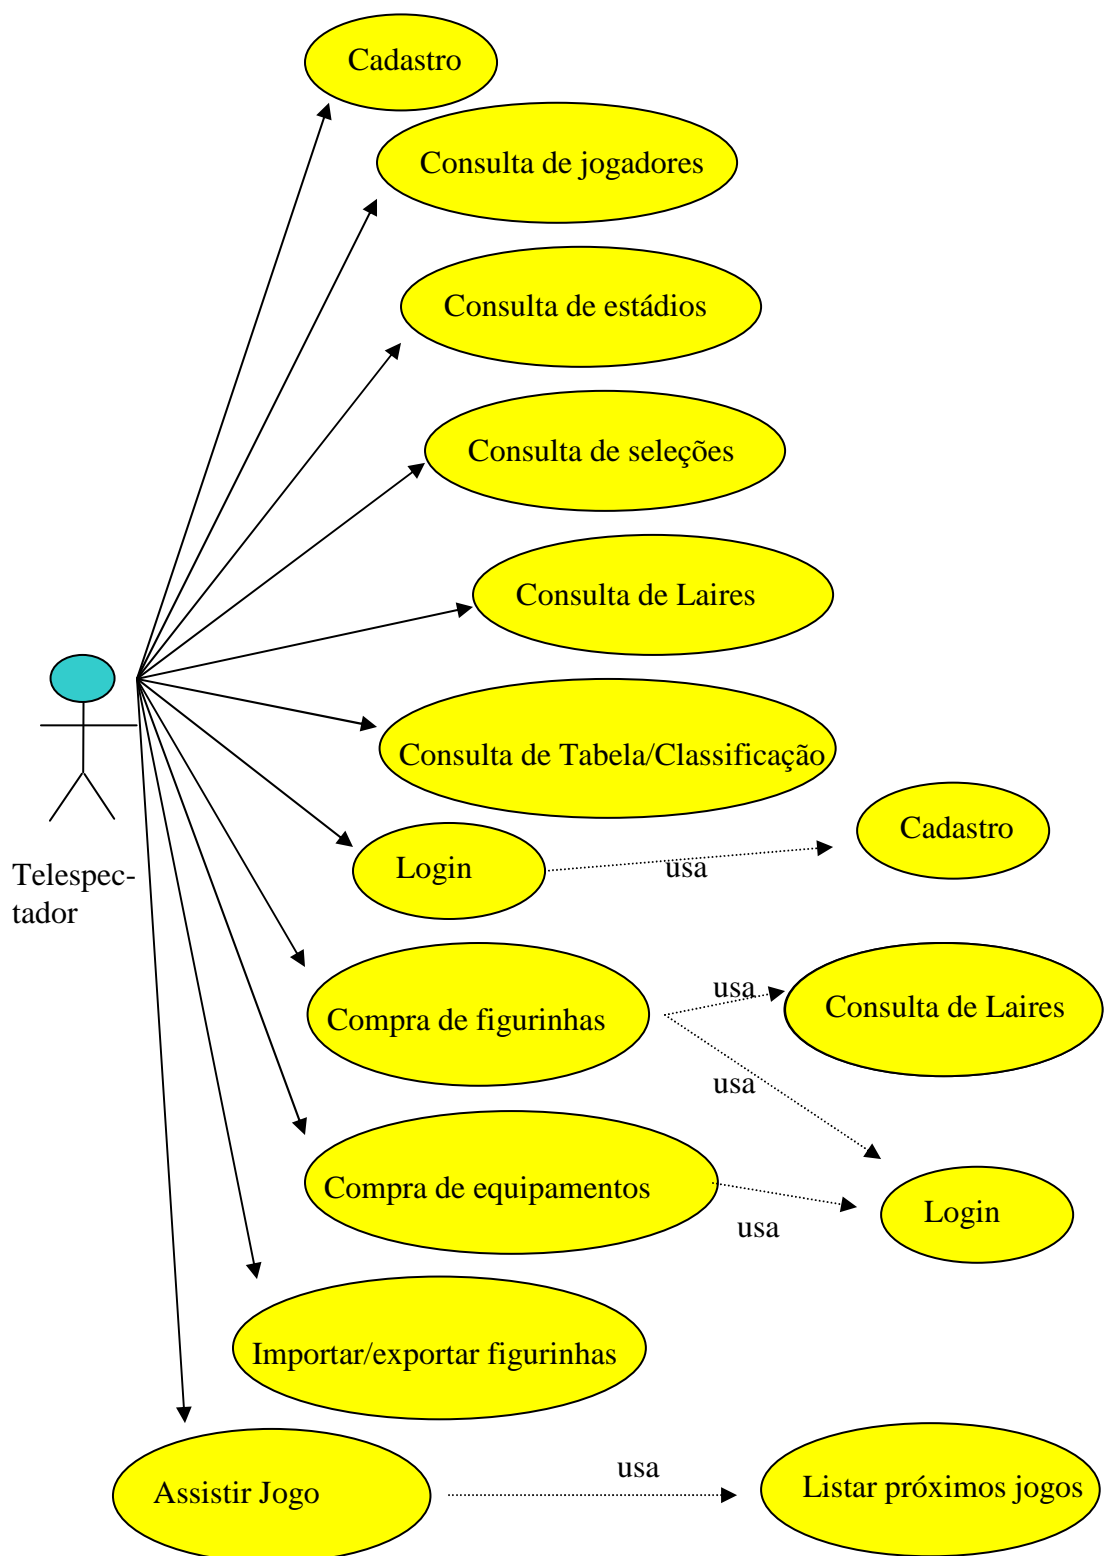 Cadastro
Consulta de jogadores
Consulta de estádios
Consulta de seleções
Consulta de Laires
Consulta de Tabela/Classificação
Cadastro
Login
usa
Telespec-
tador
usa
Consulta de Laires
Compra de figurinhas
usa
Compra de equipamentos
Login
usa
Importar/exportar figurinhas
usa
Assistir Jogo
Listar próximos jogos